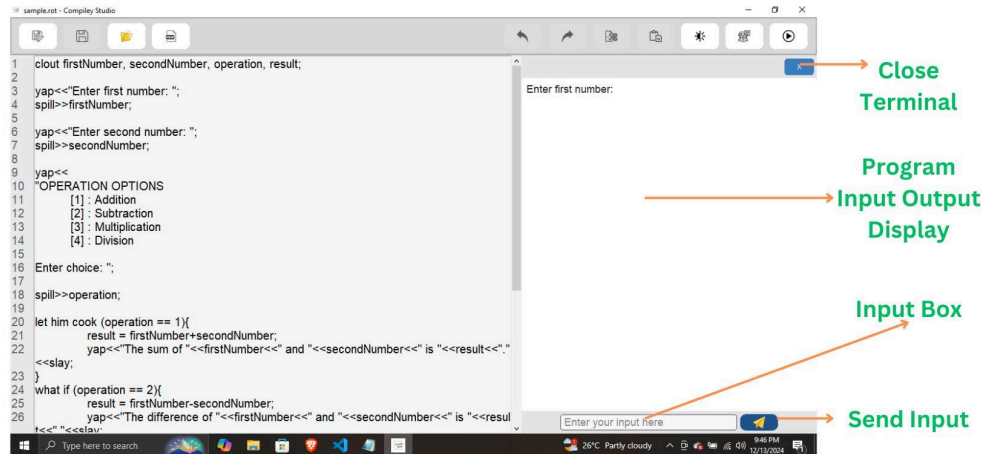 sample.rot - Compiley Studio
1 clout firstNumber, secondNumber, operation, result;
2
3 yap<<"Enter first number: ";
4 spill>>firstNumber;
5
6 yap<<"Enter second number: ";
7 spill>>secondNumber;
8
9 yap<<
10 "OPERATION OPTIONS
11 [1] : Addition
12 [2] : Subtraction
13 [3] : Multiplication
14 [4] : Division
15
16 Enter choice: ";
17
18 spill>>operation;
19
20 let him cook (operation == 1){
21 result = firstNumber+secondNumber;
22 yap<<"The sum of "<<firstNumber<<" and "<<secondNumber<<" is "<<result<<"."
<<slay;
23 }
24 what if (operation == 2){
25 result = firstNumber-secondNumber;
26 yap<<"The difference of "<<firstNumber<<" and "<<secondNumber<<" is "<<resul
t<<"."<<slay;
X
Enter first number:
Enter your input here
Close
Terminal
Program
Input Output
Display
Input Box
Send Input
Type here to search
26°C Partly cloudy
9:46 PM
12/13/2024